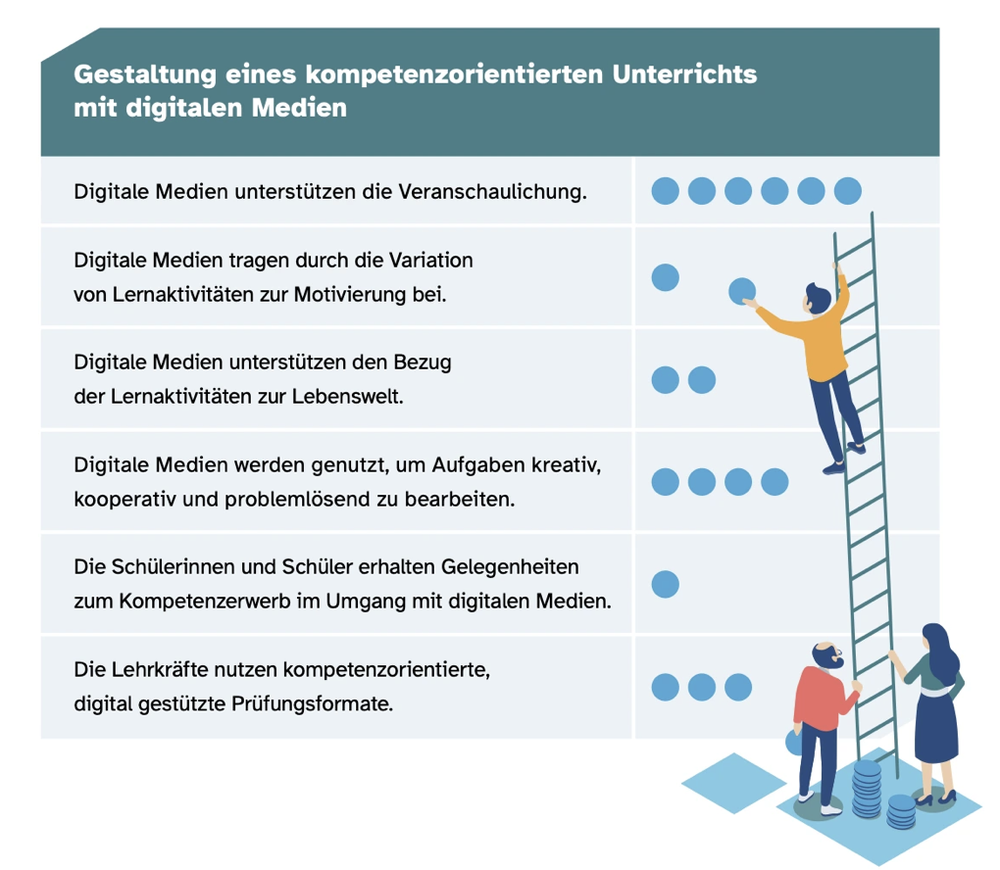 Gestaltung eines kompetenzorientierten Unterrichts
mit digitalen Medien
Digitale Medien unterstützen die Veranschaulichung.
Digitale Medien tragen durch die Variation
von Lernaktivitäten zur Motivierung bei.
Digitale Medien unterstützen den Bezug
der Lernaktivitäten zur Lebenswelt.
Digitale Medien werden genutzt, um Aufgaben kreativ,
kooperativ und problemlösend zu bearbeiten.
Die Schülerinnen und Schüler erhalten Gelegenheiten
zum Kompetenzerwerb im Umgang mit digitalen Medien.
Die Lehrkräfte nutzen kompetenzorientierte,
digital gestützte Prüfungsformate.